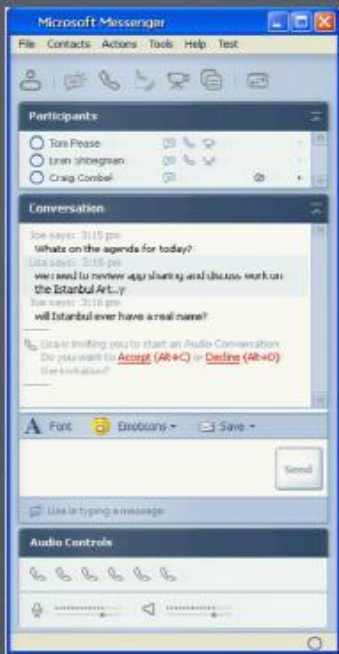 Microsoft Messenger
File Contacts Actions Tools Help Test
Participants
Tom Pease
Craig Combel
Conversation
Joe says: 3:15 pm
Whats on the agenda for today?
Lisa says: 3:16 pm
we need to review app sharing and discuss work on
the Istanbul Art...y
Joe says: 3:16 pm
will Istanbul ever have a real name?
Lisa is inviting you to start an Audio Conversation.
Do you want to Accept (Alt+C) or Decline (Alt+D)
the invitation?
A Font Emoticons Save
Send
Lisa is typing a message
Audio Controls